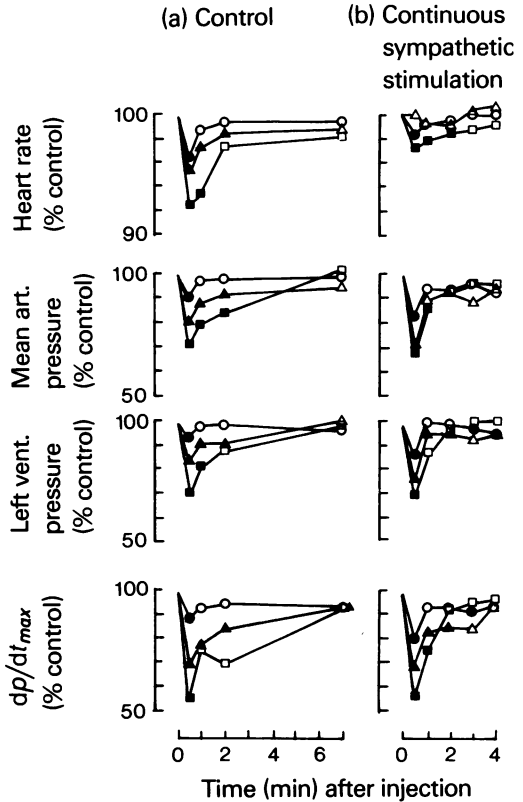 (a) Control
(b) Continuous
sympathetic
stimulation
Heart rate
(% control)
100
90
Mean art.
pressure
(% control)
100
50
Left vent.
pressure
(% control)
100
50
dp/dtmax
(% control)
100
50
0 2 4 6 0 2 4
Time (min) after injection